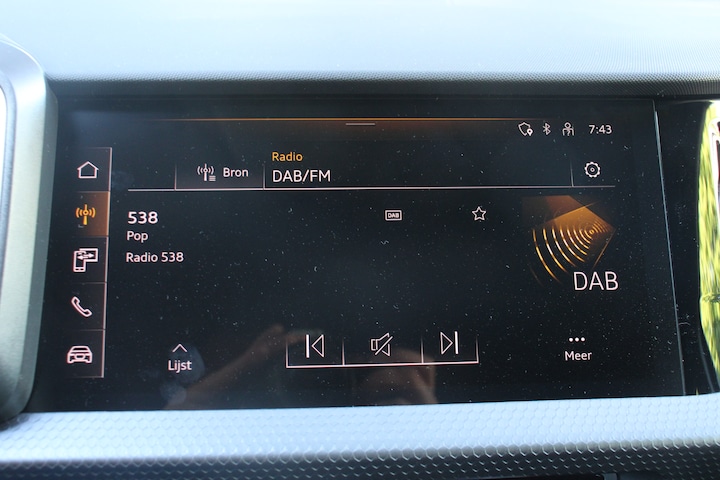 7:43
Radio
Bron
DAB/FM
538
DAB
Pop
Radio 538
DAB
Lijst
Meer